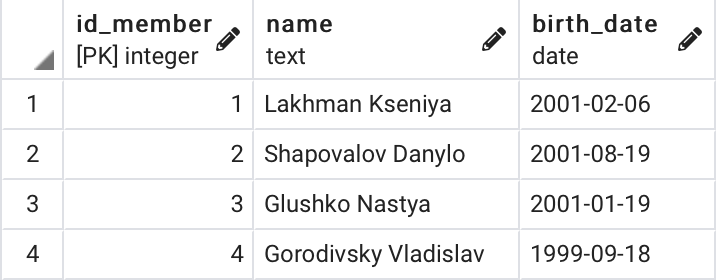 id_member name birth_date
[PK] integer text date
1 1 Lakhman Kseniya 2001-02-06
2 2 Shapovalov Danylo 2001-08-19
3 3 Glushko Nastya 2001-01-19
4 4 Gorodivsky Vladislav 1999-09-18